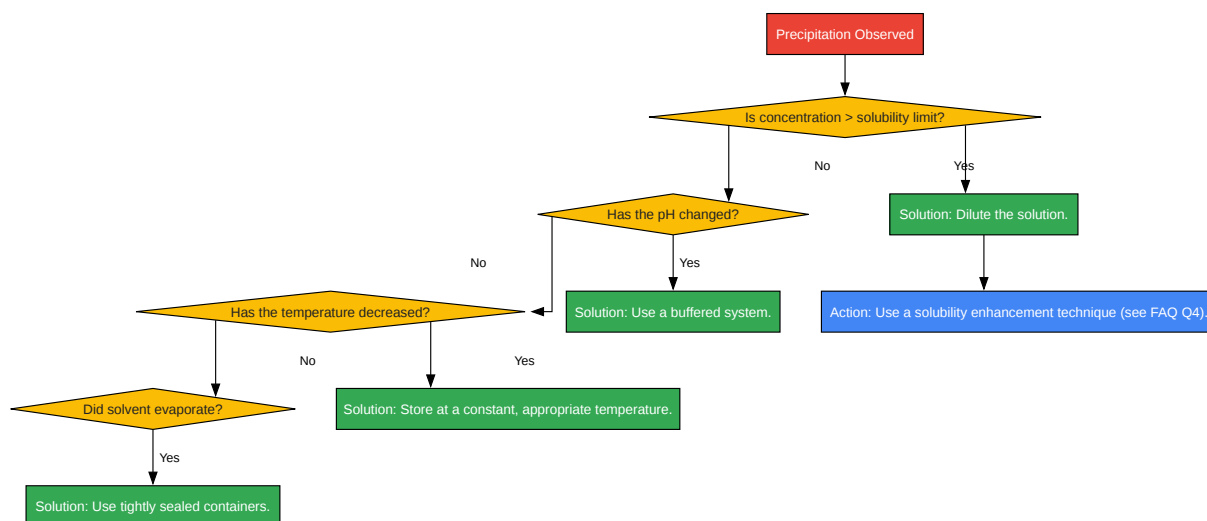 Precipitation Observed
Is concentration > solubility limit?
No
Yes
Has the pH changed?
Solution: Dilute the solution.
No
Yes
Has the temperature decreased?
Solution: Use a buffered system.
Action: Use a solubility enhancement technique (see FAQ Q4).
No
Yes
Did solvent evaporate?
Solution: Store at a constant, appropriate temperature.
Yes
Solution: Use tightly sealed containers.